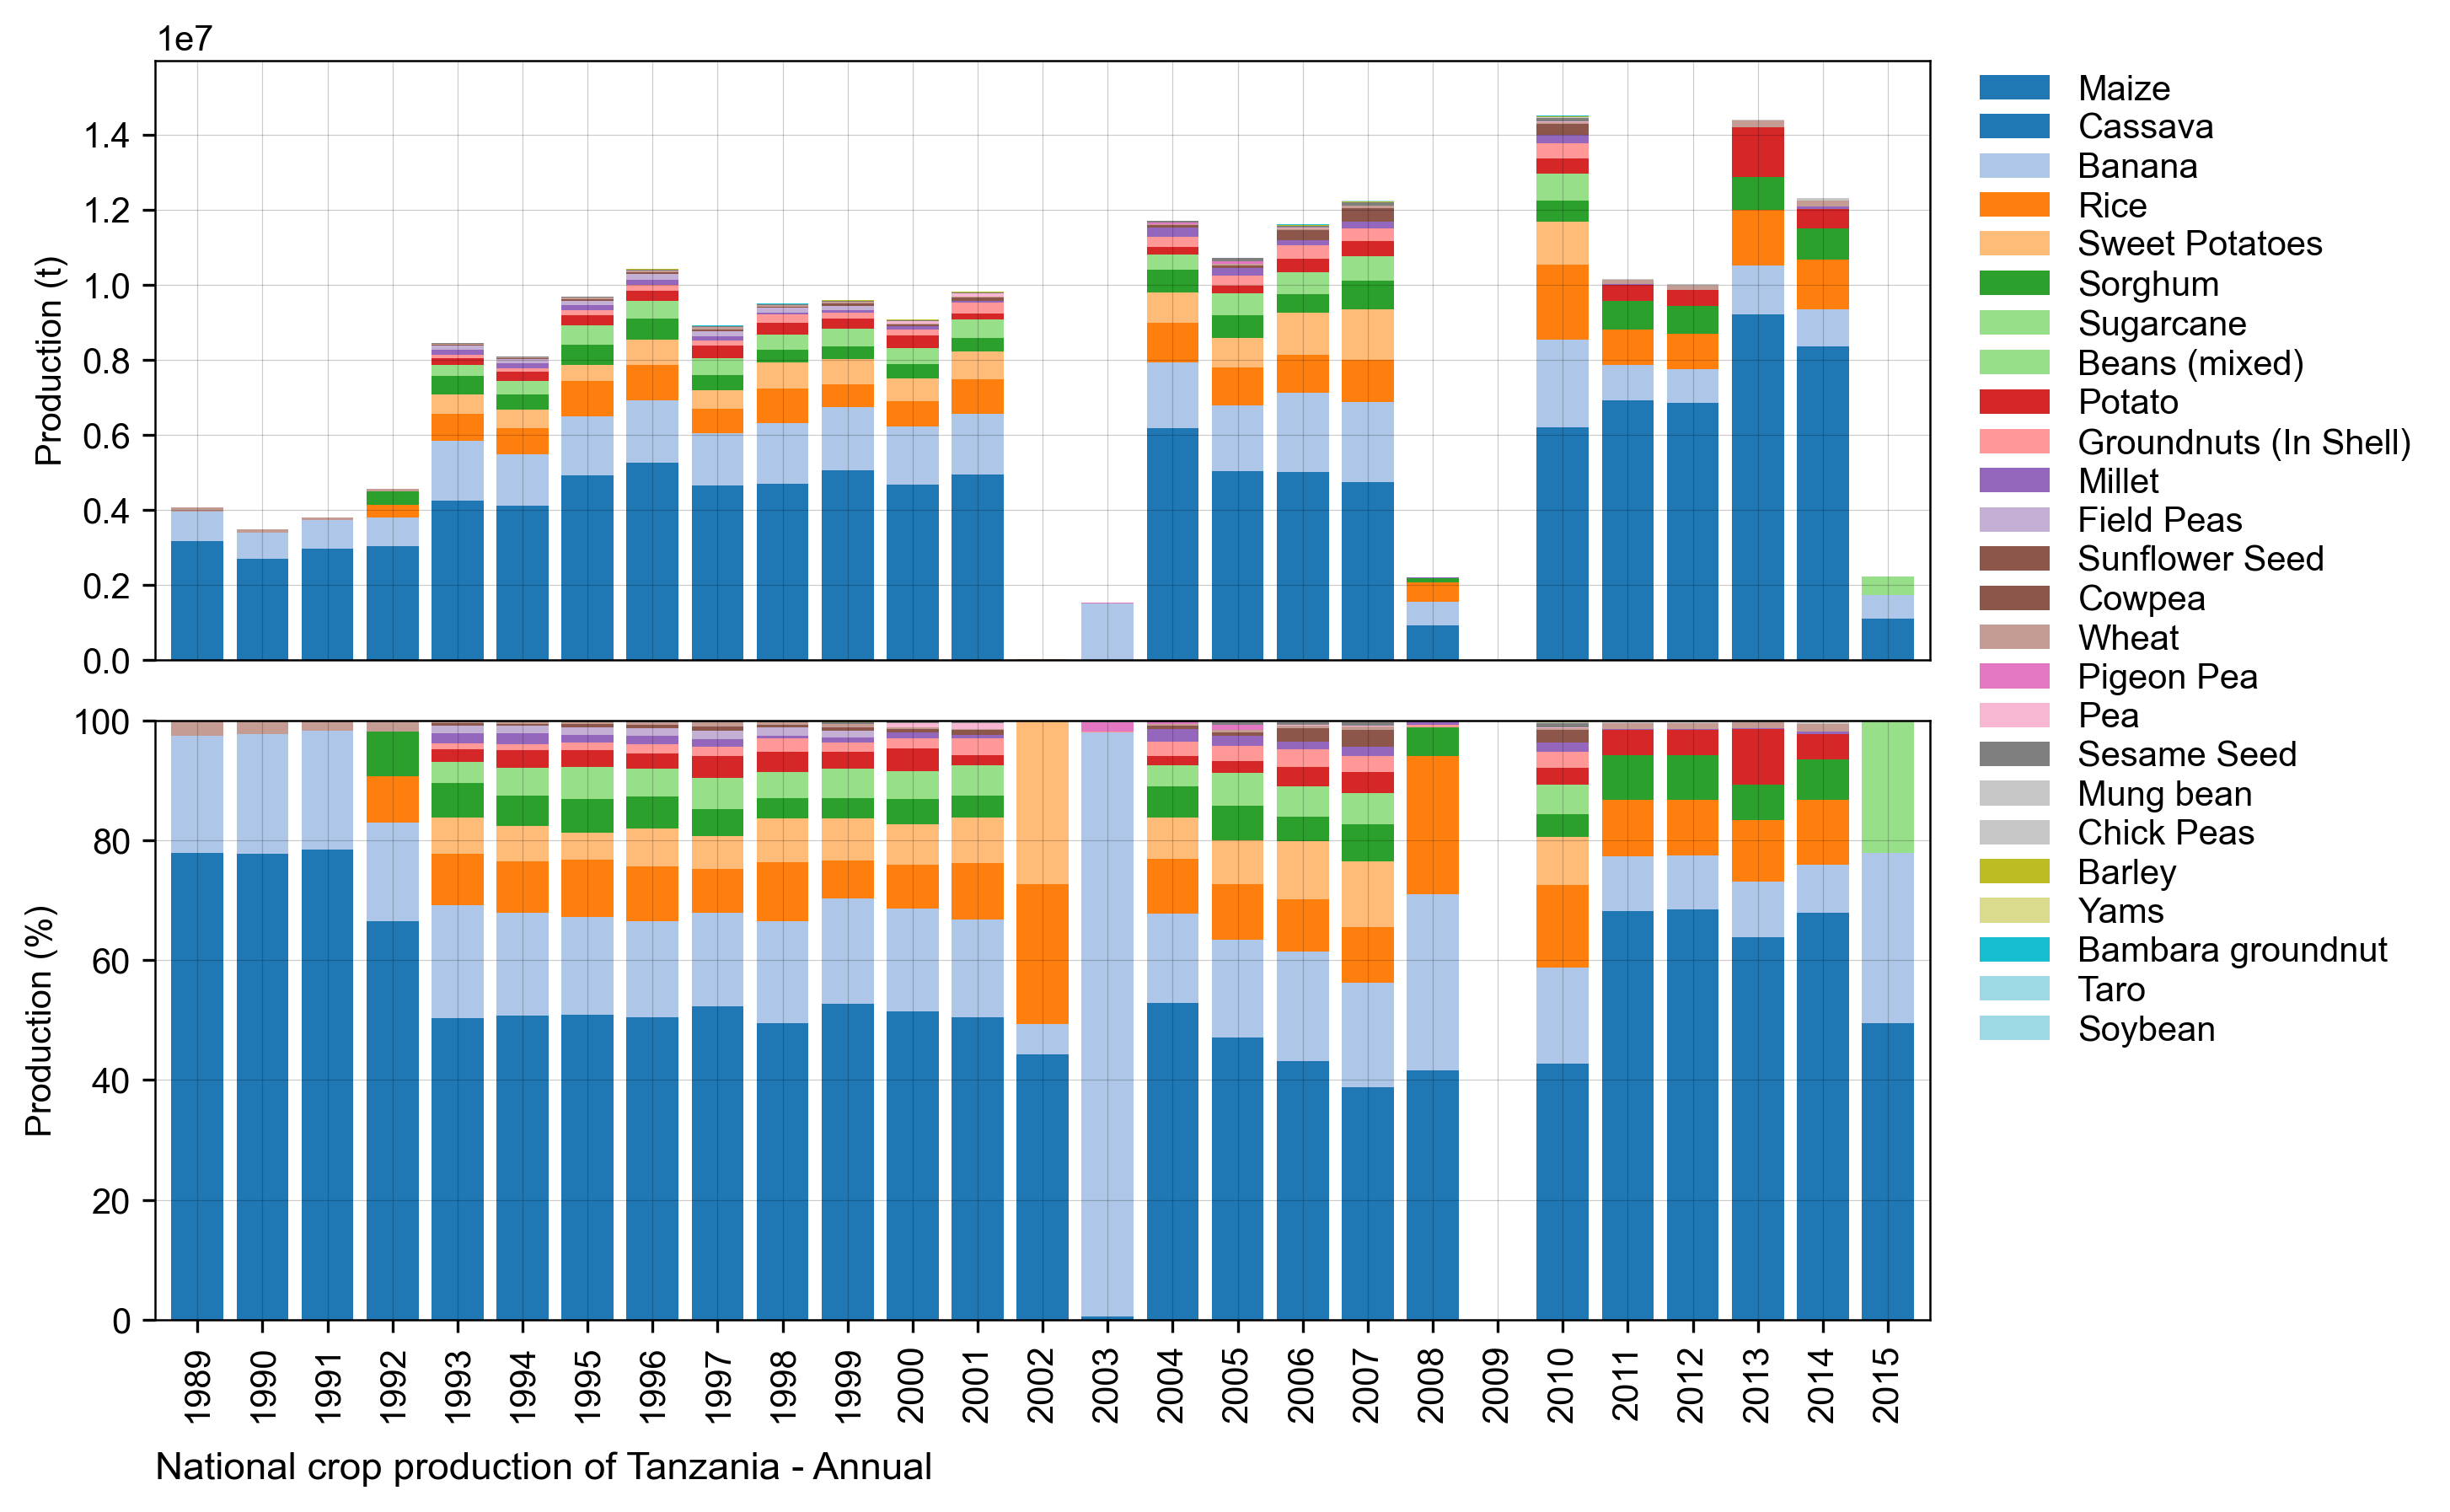 1e7
Production (t)
1.4
1.2
1.0
0.8
0.6
0.4
0.2
0.0
Maize
Cassava
Banana
Rice
Sweet Potatoes
Sorghum
Sugarcane
Beans (mixed)
Potato
Groundnuts (In Shell)
Millet
Field Peas
Sunflower Seed
Cowpea
Wheat
Pigeon Pea
Pea
Sesame Seed
Mung bean
Chick Peas
Barley
Yams
Bambara groundnut
Taro
Soybean
Production (%)
100
80
60
40
20
0
1989
1990
1991
1992
1993
1994
1995
1996
1997
1998
1999
2000
2001
2002
2003
2004
2005
2006
2007
2008
2009
2010
2011
2012
2013
2014
2015
National crop production of Tanzania - Annual